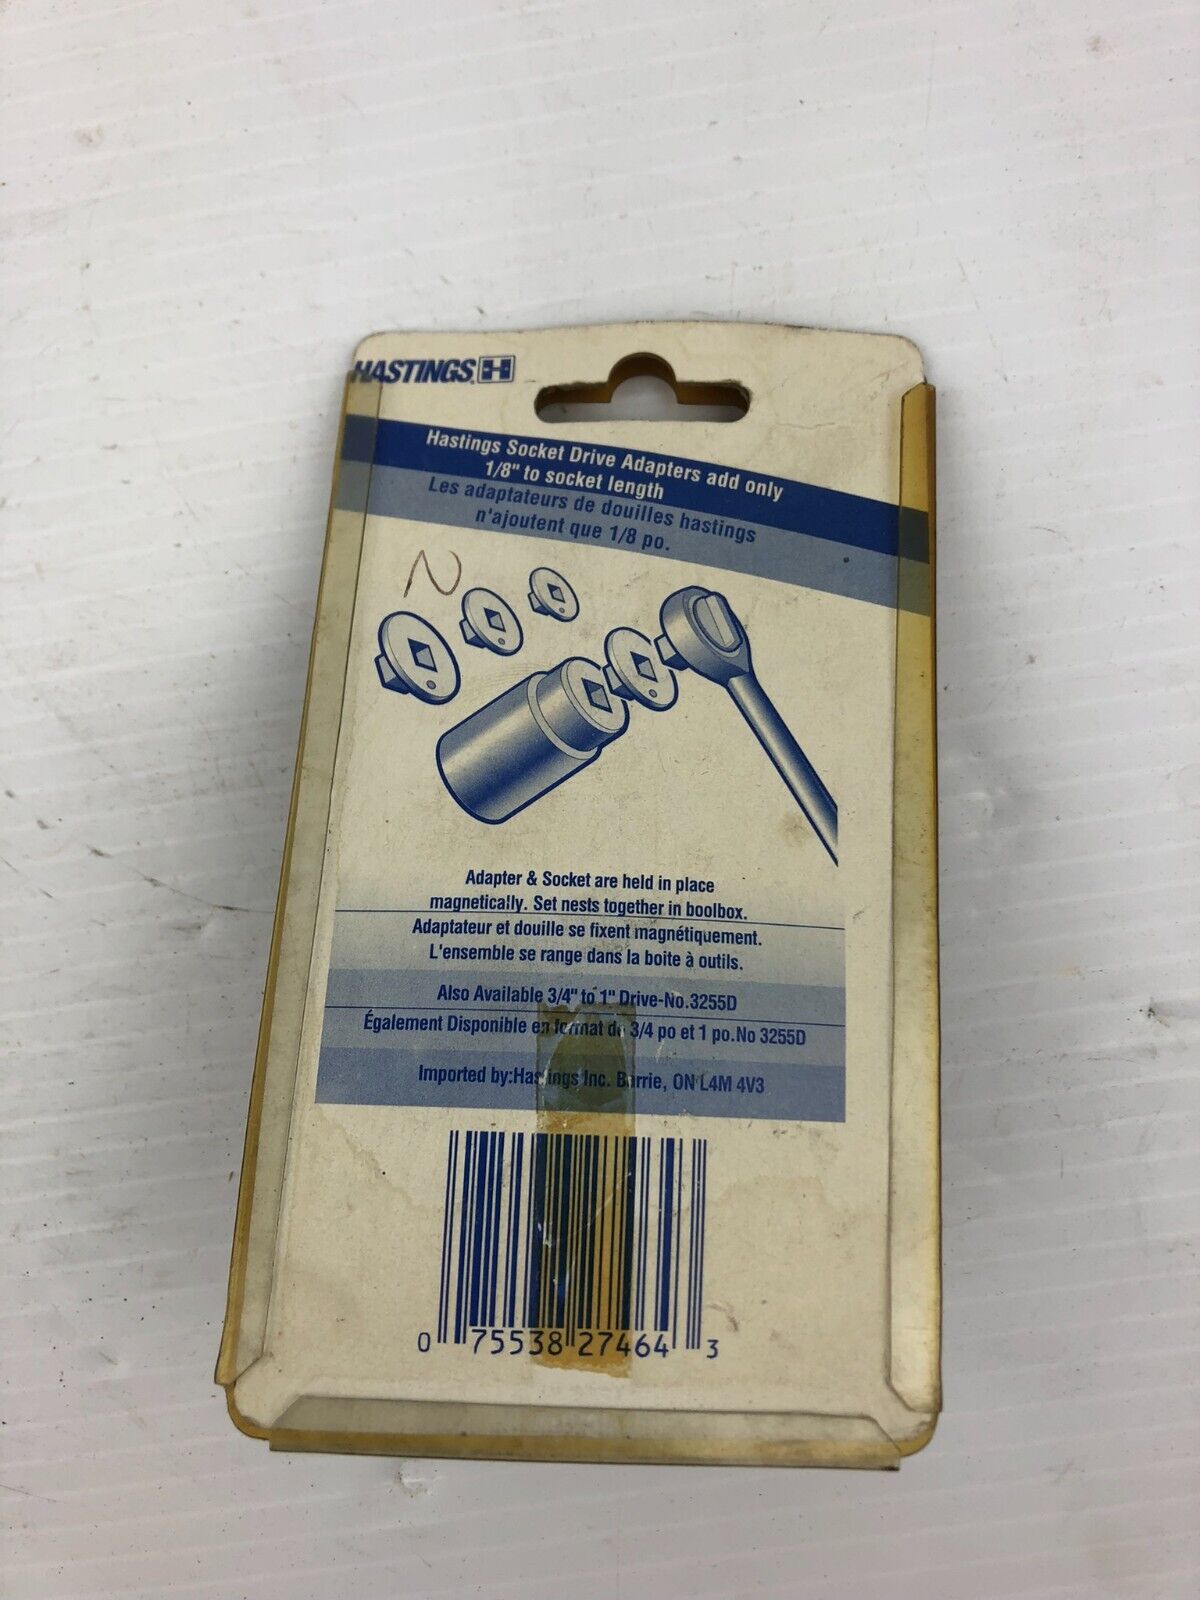 HASTINGS H
Hastings Socket Drive Adapters add only
1/8" to socket length
Les adaptateurs de douilles hastings
n'ajoutent que 1/8 po.
2
Adapter & Socket are held in place
magnetically. Set nests together in boolbox.
Adaptateur et douille se fixent magnétiquement.
L'ensemble se range dans la boite à outils.
Also Available 3/4" to 1" Drive-No.3255D
Également Disponible en format de 3/4 po et 1 po.No 3255D
Imported by:Hastings Inc. Barrie, ON L4M 4V3
0 75538 27464 3